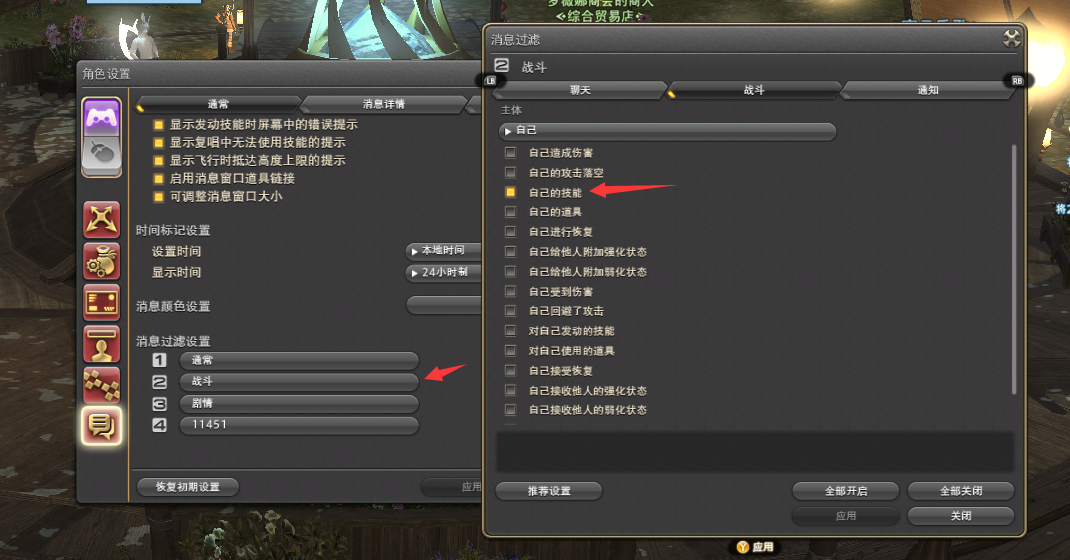 罗薇娜商会的商人
<综合贸易店>
角色设置
通常
消息详情
显示发动技能时屏幕中的错误提示
显示复唱中无法使用技能的提示
显示飞行时抵达高度上限的提示
启用消息窗口道具链接
可调整消息窗口大小
时间标记设置
设置时间
本地时间
显示时间
24小时制
消息颜色设置
消息过滤设置
1 通常
2 战斗
3 剧情
4 11451
恢复初期设置
应用
消息过滤
2 战斗
LB
聊天
战斗
通知
RB
主体
自己
自己造成伤害
自己的攻击落空
自己的技能
自己的道具
自己进行恢复
自己给他人附加强化状态
自己给他人附加弱化状态
自己受到伤害
自己回避了攻击
对自己发动的技能
对自己使用的道具
自己接受恢复
自己接收他人的强化状态
自己接收他人的弱化状态
推荐设置
全部开启
全部关闭
应用
关闭
Y 应用